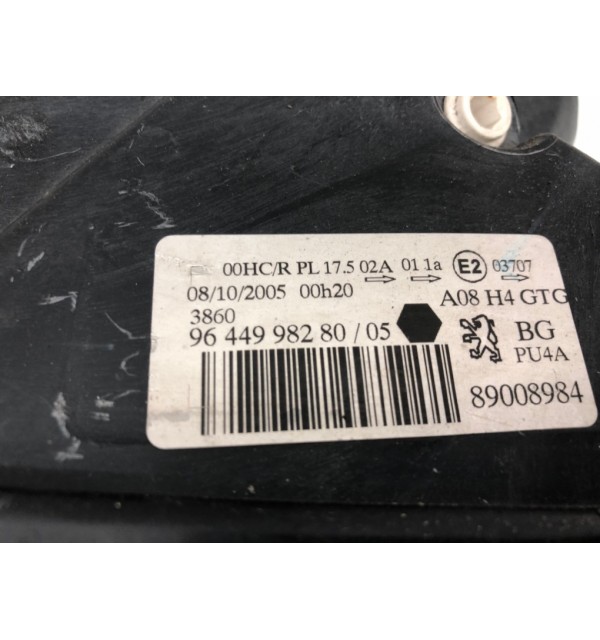 00HC/R PL 17.5 02A 01 1a E2 03707
08/10/2005 00h20 A08 H4 GTG
3860
96 449 982 80 / 05 BG
PU4A
89008984